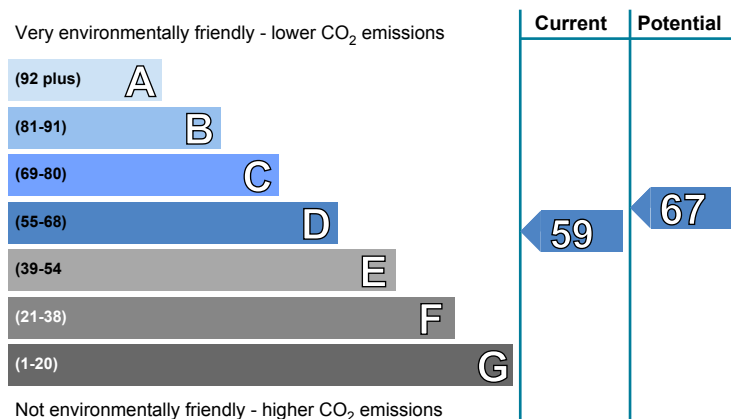 Current Potential
Very environmentally friendly - lower CO2 emissions
(92 plus) A
(81-91) B
(69-80) C
(55-68) D
(39-54 E
(21-38) F
(1-20) G
59
67
Not environmentally friendly - higher CO2 emissions